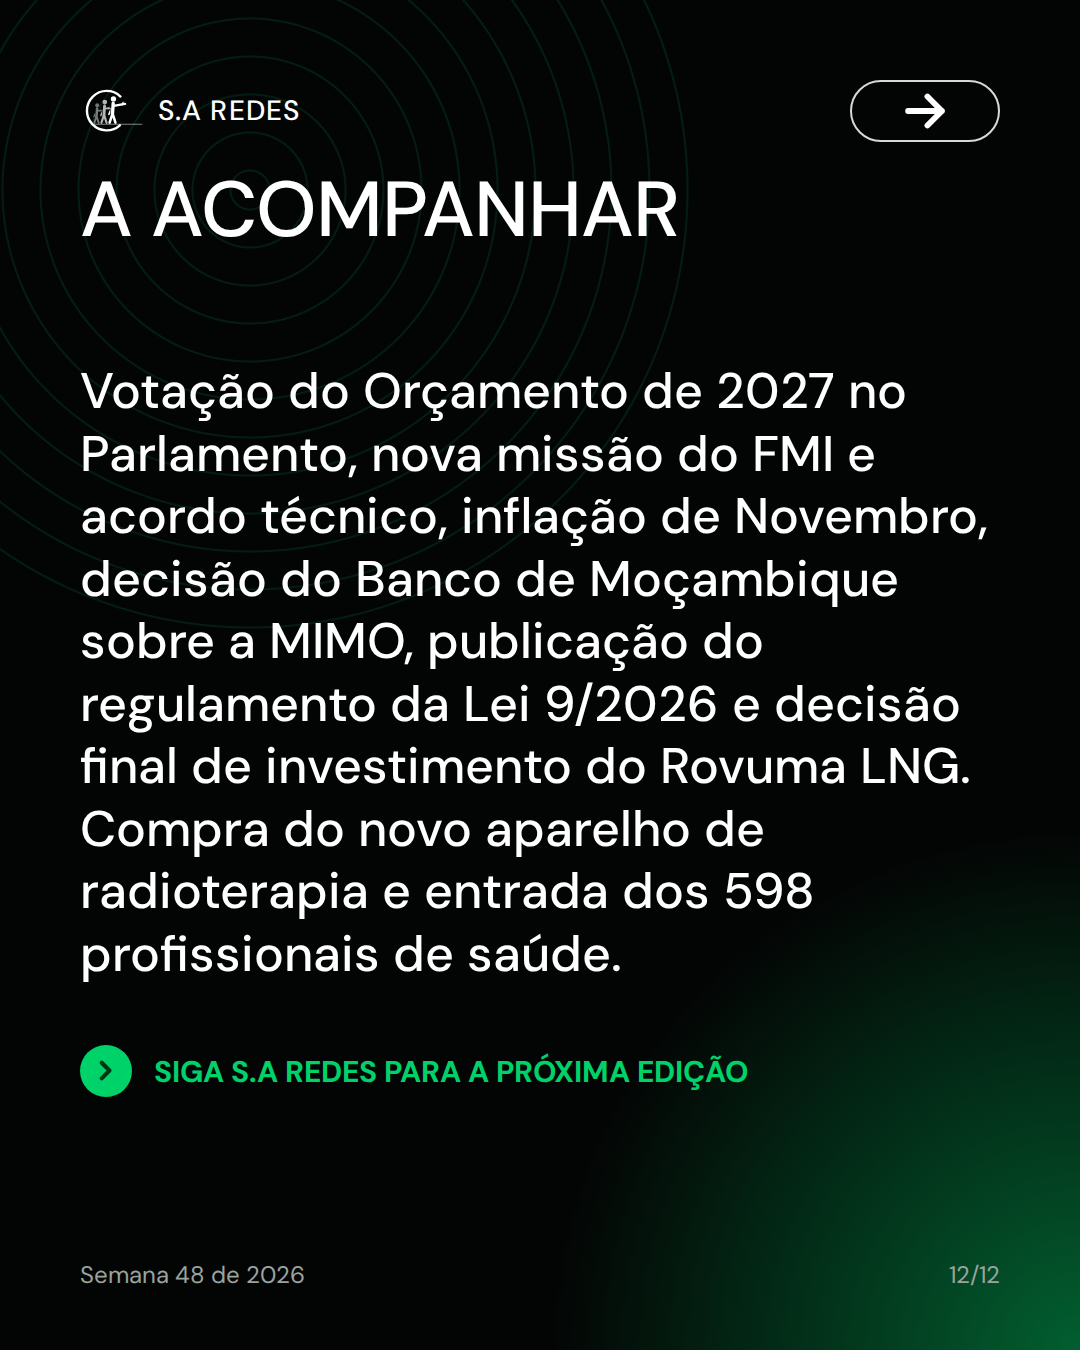 S.A REDES
A ACOMPANHAR
Votação do Orçamento de 2027 no
Parlamento, nova missão do FMI e
acordo técnico, inflação de Novembro,
decisão do Banco de Moçambique
sobre a MIMO, publicação do
regulamento da Lei 9/2026 e decisão
final de investimento do Rovuma LNG.
Compra do novo aparelho de
radioterapia e entrada dos 598
profissionais de saúde.
SIGA S.A REDES PARA A PRÓXIMA EDIÇÃO
Semana 48 de 2026
12/12